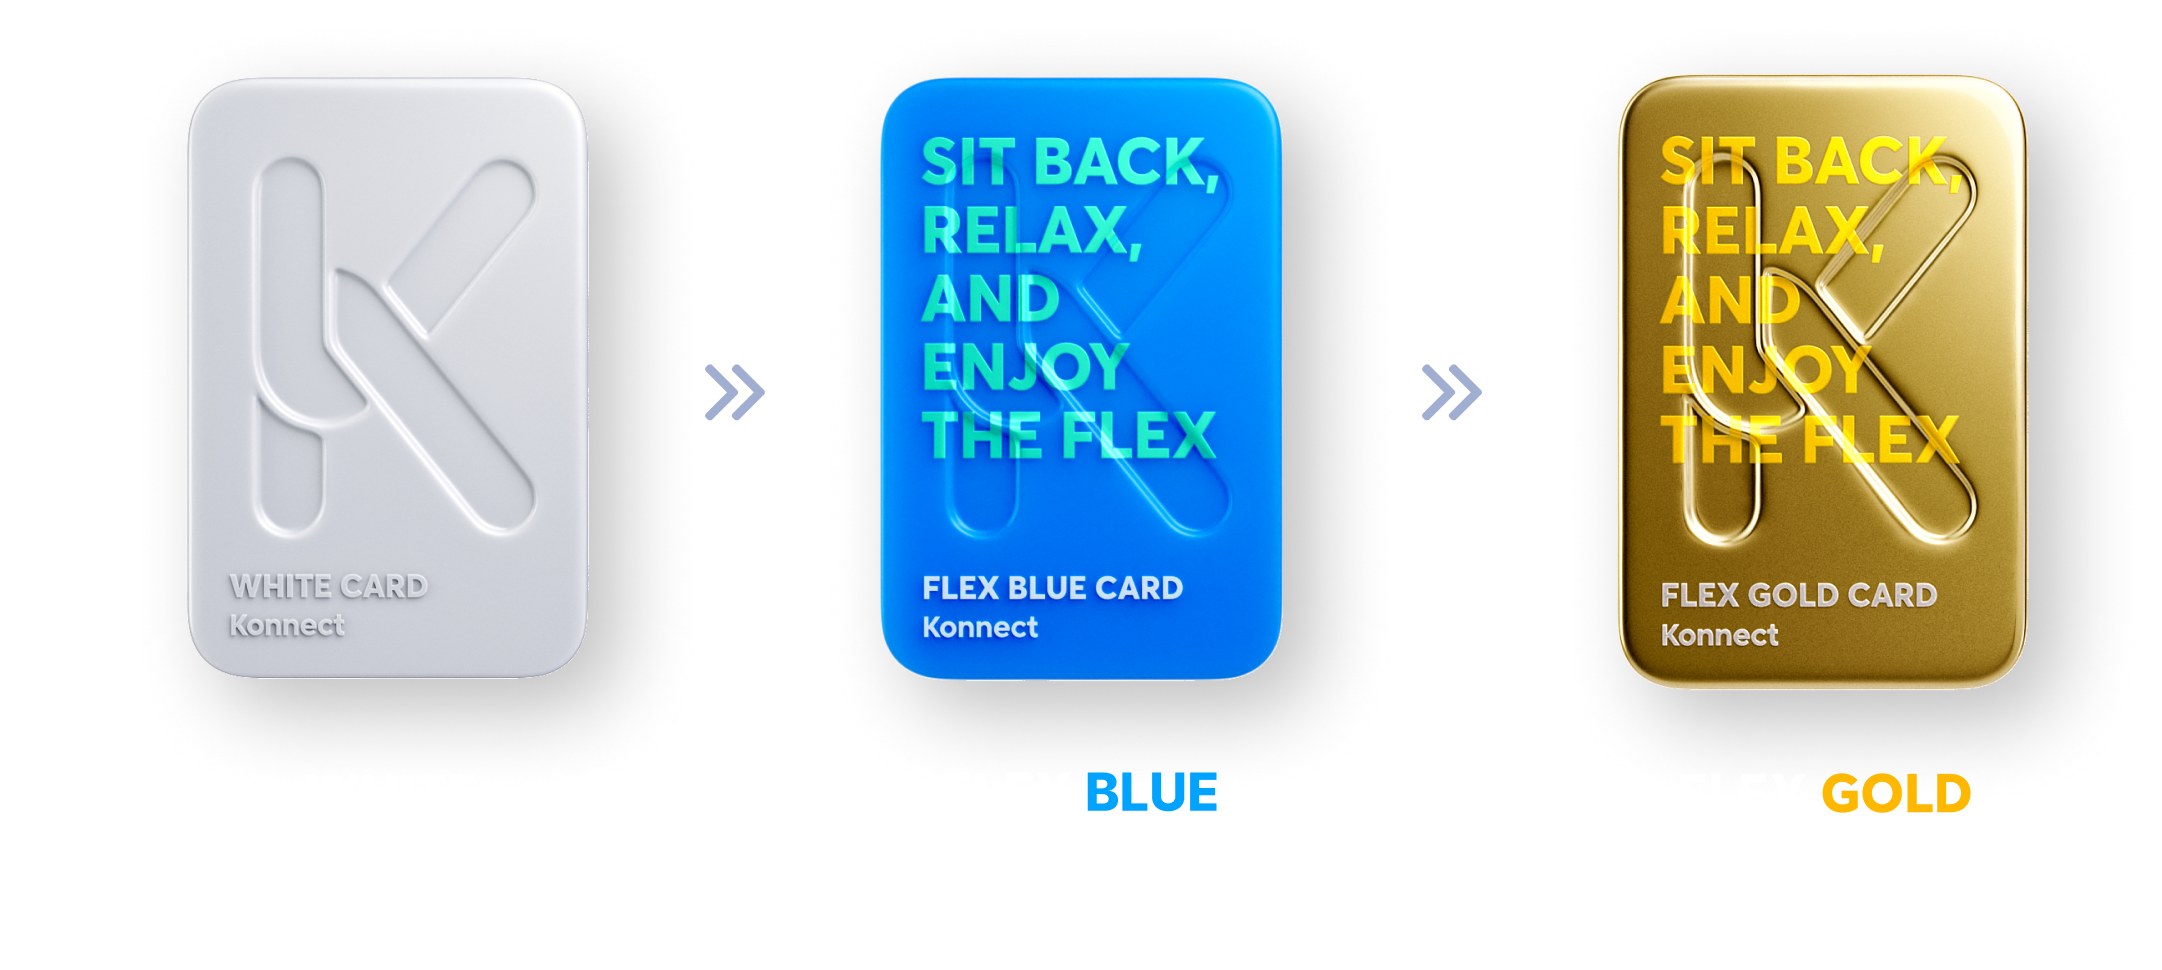 WHITE CARD
Konnect
SIT BACK,
RELAX,
AND
ENJOY
THE FLEX
FLEX BLUE CARD
Konnect
BLUE
SIT BACK,
RELAX,
AND
ENJOY
THE FLEX
FLEX GOLD CARD
Konnect
FLEX GOLD